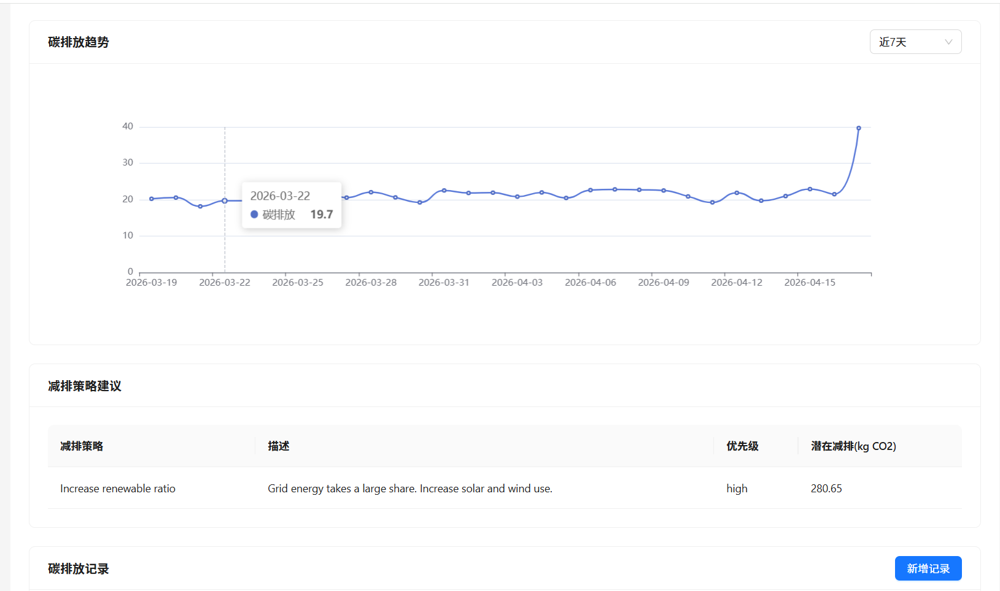 碳排放趋势
近7天
40
30
20
10
0
2026-03-22
碳排放 19.7
2026-03-19 2026-03-22 2026-03-25 2026-03-28 2026-03-31 2026-04-03 2026-04-06 2026-04-09 2026-04-12 2026-04-15
减排策略建议
减排策略 描述 优先级 潜在减排(kg CO2)
Increase renewable ratio Grid energy takes a large share. Increase solar and wind use. high 280.65
碳排放记录
新增记录